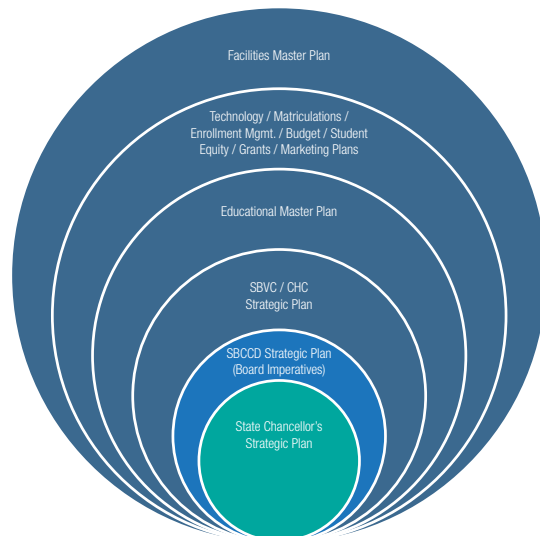 Facilities Master Plan
Technology / Matriculations /
Enrollment Mgmt. / Budget / Student
Equity / Grants / Marketing Plans
Educational Master Plan
SBVC / CHC
Strategic Plan
SBCCD Strategic Plan
(Board Imperatives)
State Chancellor's
Strategic Plan